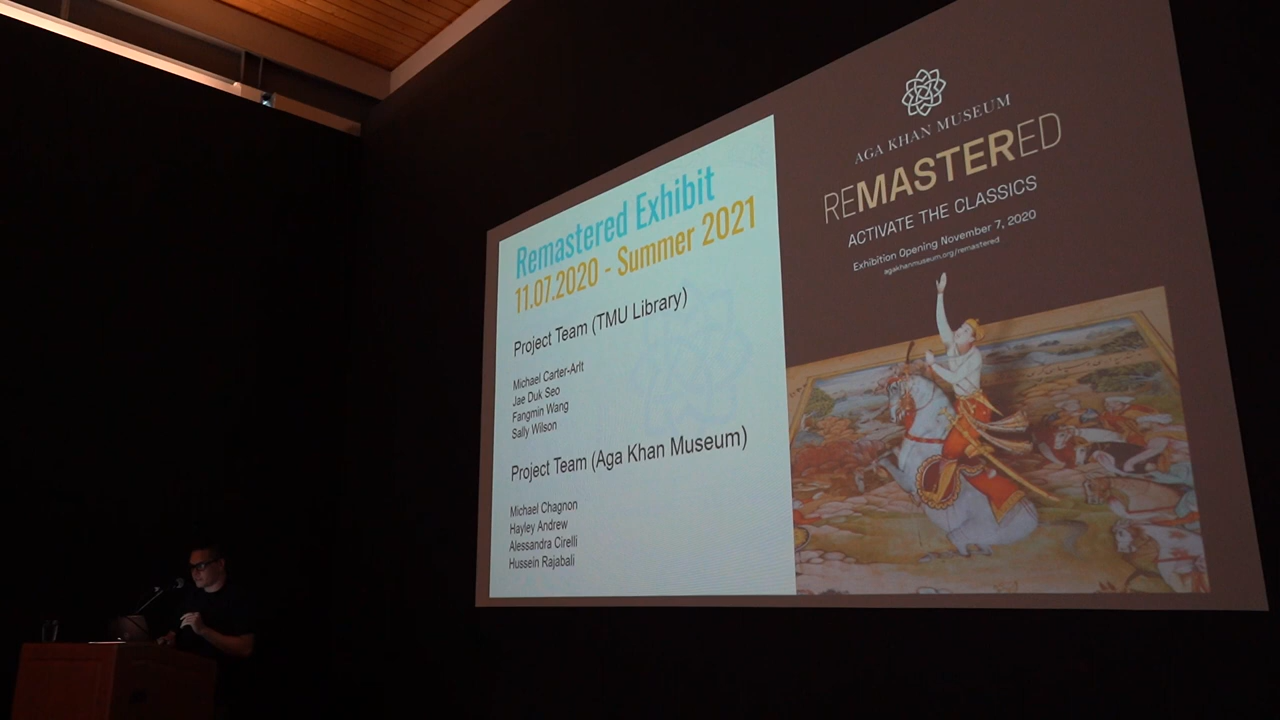 Remastered Exhibit
11.07.2020 - Summer 2021
Project Team (TMU Library)
Michael Carter-Arlt
Jae Duk Seo
Fangmin Wang
Sally Wilson
Project Team (Aga Khan Museum)
Michael Chagnon
Hayley Andrew
Alessandra Cirelli
Hussein Rajabali
AGA KHAN MUSEUM
REMASTERED
ACTIVATE THE CLASSICS
Exhibition Opening November 7, 2020
agakhanmuseum.org/remastered